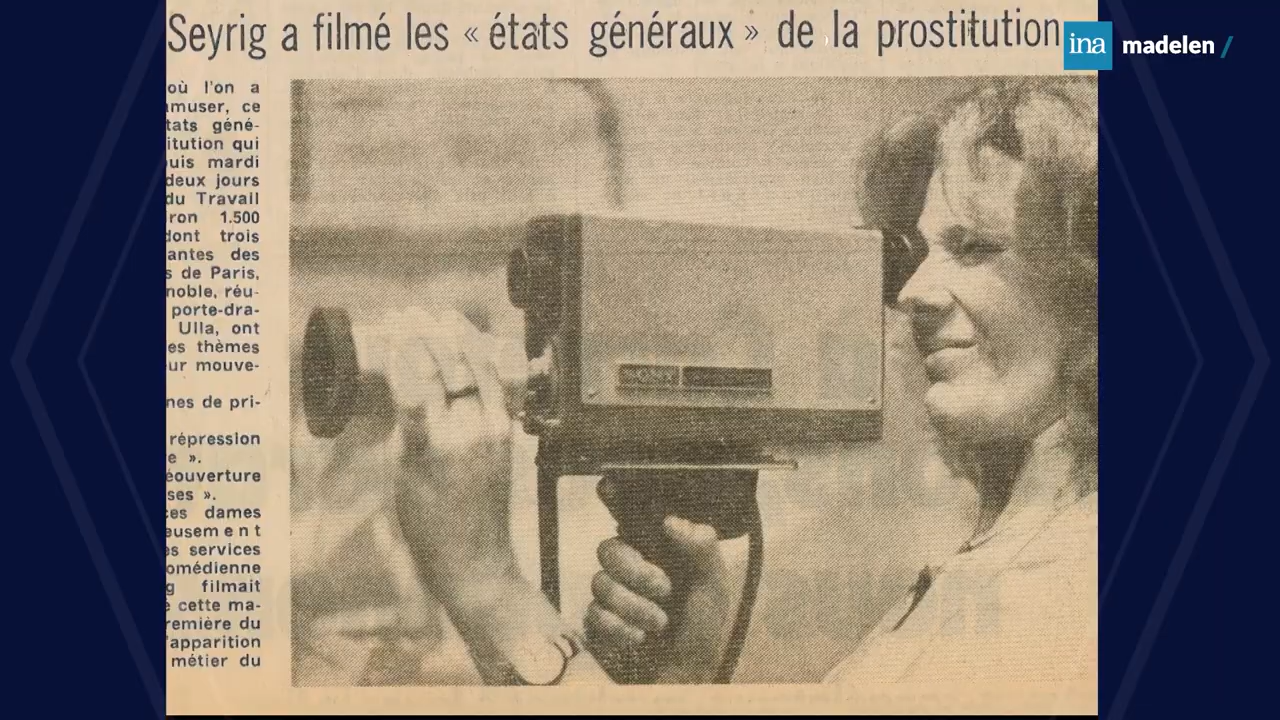 Seyrig a filmé les « états généraux » de la prostitution
ina madelen /
où l'on a
amuser, ce
tats géné-
itution qui
uis mardi
deux jours
du Travail
iron 1.500
dont trois
antes des
s de Paris,
noble, réu-
porte-dra-
Ulla, ont
es thèmes
ur mouve-
nes de pri-
répression
e ».
éouverture
ses ».
ces dames
eusement
es services
omédienne
g filmait
é cette ma-
remière du
'apparition
métier du
SONY